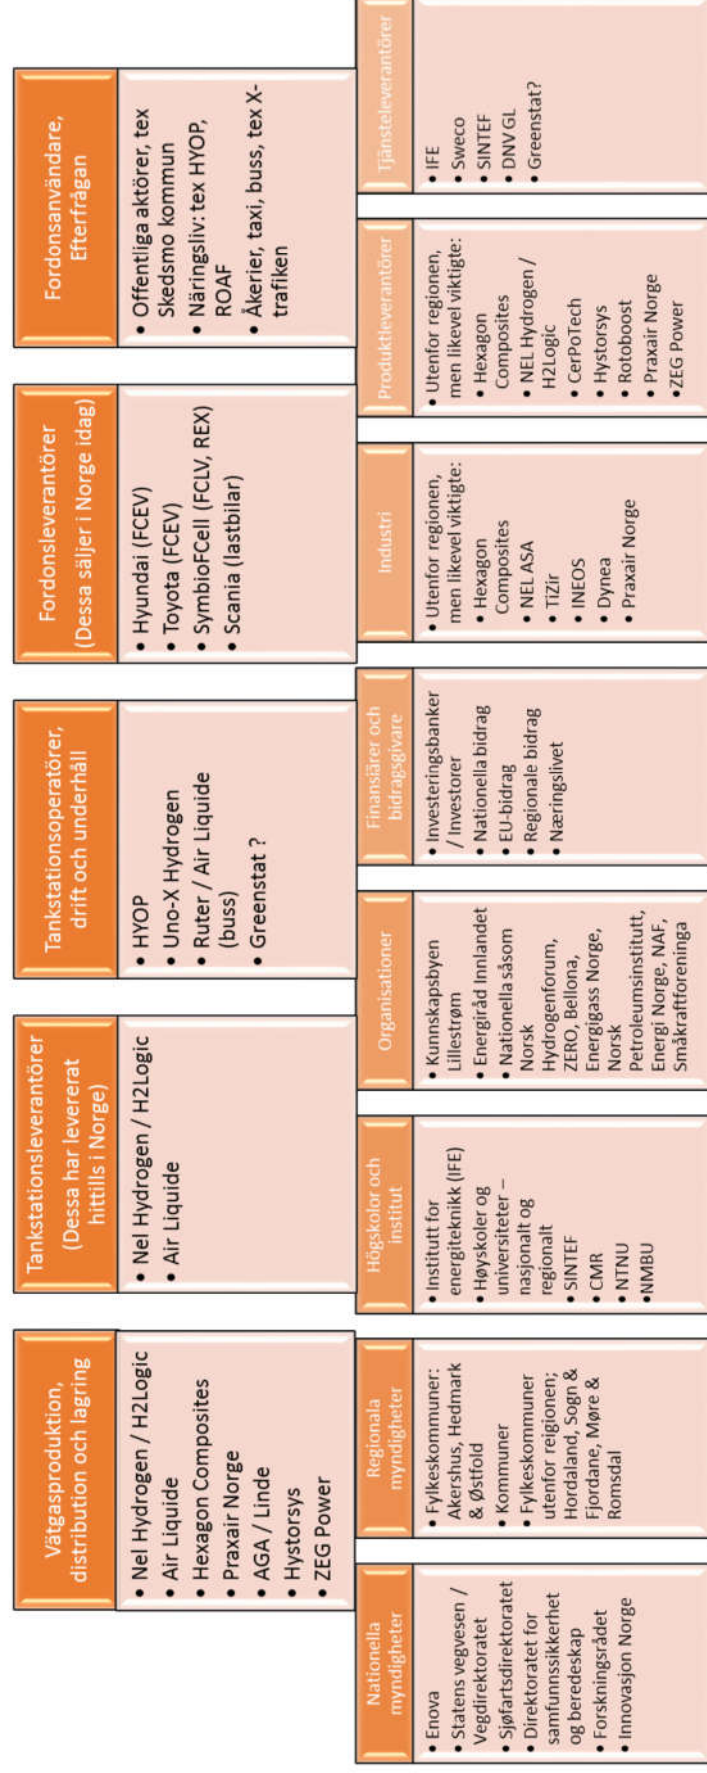 Vätgasproduktion,
distribution och lagring
• Nel Hydrogen / H2Logic
• Air Liquide
• Hexagon Composites
• Praxair Norge
• AGA / Linde
• Hystorsys
• ZEG Power
Tankstationsleverantörer
(Dessa har levererat
hittills i Norge)
• Nel Hydrogen / H2Logic
• Air Liquide
Tankstationsoperatörer,
drift och underhåll
• HYOP
• Uno-X Hydrogen
• Ruter / Air Liquide
(buss)
• Greenstat ?
Fordonsleverantörer
(Dessa säljer i Norge idag)
• Hyundai (FCEV)
• Toyota (FCEV)
• SymbioFCell (FCLV, REX)
• Scania (lastbilar)
Fordonsanvändare,
Efterfrågan
• Offentliga aktörer, tex
Skedsmo kommun
• Näringsliv: tex HYOP,
ROAF
• Åkerier, taxi, buss, tex X-
trafiken
Nationella
myndigheter
• Enova
• Statens vegvesen /
Vegdirektoratet
• Sjøfartsdirektoratet
• Direktoratet for
samfunnssikkerhet
og beredeskap
• Forskningsrådet
• Innovasjon Norge
Regionala
myndigheter
• Fylkeskommuner:
Akershus, Hedmark
& Østfold
• Kommuner
• Fylkeskommuner
utenfor reigionen;
Hordaland, Sogn &
Fjordane, Møre &
Romsdal
Högskolor och
institut
• Institutt for
energiteknikk (IFE)
• Høyskoler og
universiteter –
nasjonalt og
regionalt
• SINTEF
• CMR
• NTNU
• NMBU
Organisationer
• Kunnskapsbyen
Lillestrøm
• Energiråd Innlandet
• Nationella såsom
Norsk
Hydrogenforum,
ZERO, Bellona,
Energigass Norge,
Norsk
Petroleumsinstitutt,
Energi Norge, NAF,
Småkraftforeninga
Finansiärer och
bidragsgivare
• Investeringsbanker
/ Investorer
• Nationella bidrag
• EU-bidrag
• Regionale bidrag
• Næringslivet
Industri
• Utenfor regionen,
men likevel viktigte:
• Hexagon
Composites
• NEL ASA
• TiZir
• INEOS
• Dynea
• Praxair Norge
Produktleverantörer
• Utenfor regionen,
men likevel viktigte:
• Hexagon
Composites
• NEL Hydrogen /
H2Logic
• CerPoTech
• Hystorsys
• Rotoboost
• Praxair Norge
• ZEG Power
Tjänsteleverantörer
• IFE
• Sweco
• SINTEF
• DNV GL
• Greenstat?